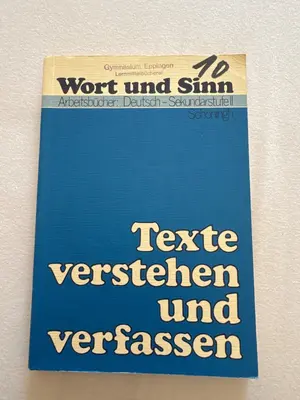 Gymnasium Eppingen
Lernmittelbücherei
10
Wort und Sinn
Arbeitsbücher: Deutsch – Sekundarstufe II
Schöningh
Texte
verstehen
und
verfassen